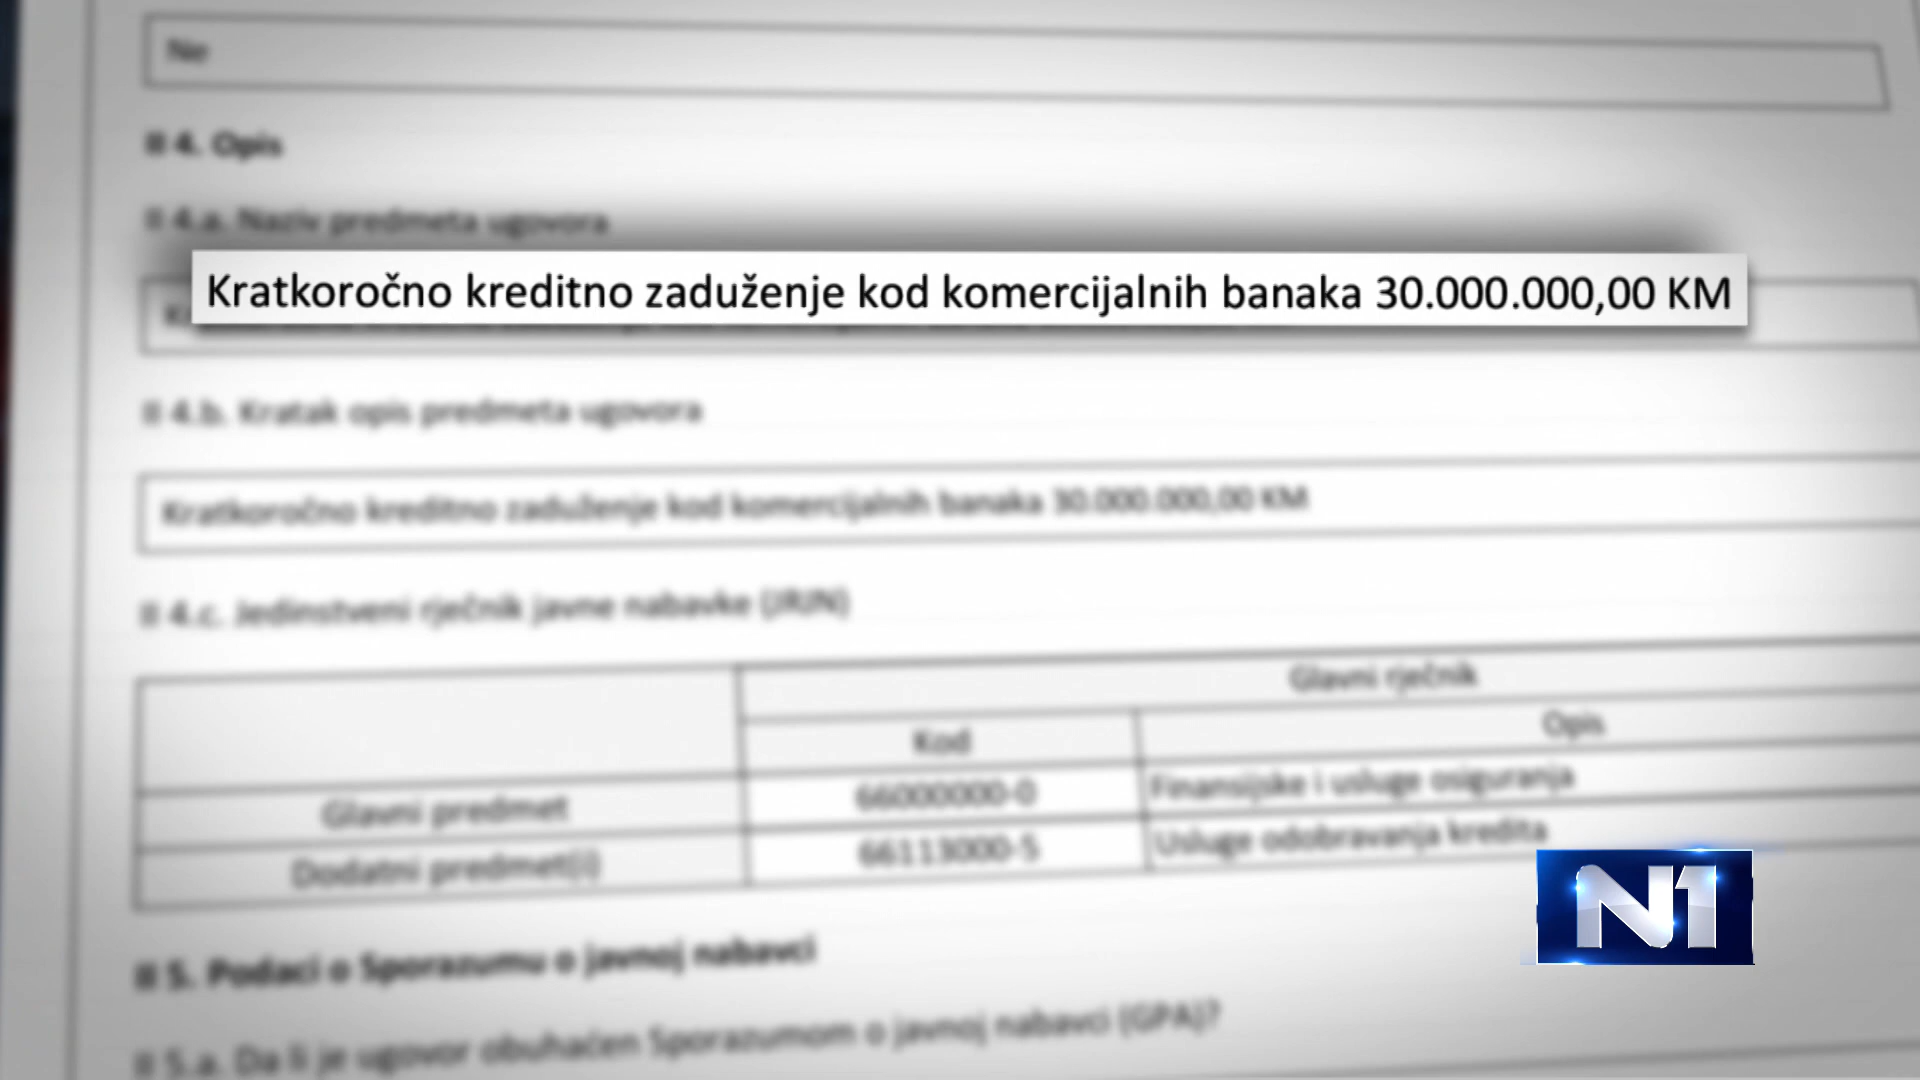 Ne
II 4. Opis
II 4.a. Naziv predmeta ugovora
Kratkoročno kreditno zaduženje kod komercijalnih banaka 30.000.000,00 KM
II 4.b. Kratak opis predmeta ugovora
Kratkoročno kreditno zaduženje kod komercijalnih banaka 30.000.000,00 KM
II 4.c. Jedinstveni rječnik javne nabavke (JRJN)
Glavni rječnik
Kod Opis
Glavni predmet 66000000-0 Finansijske i usluge osiguranja
Dodatni predmet(i) 66113000-5 Usluge odobravanja kredita
N1
II 5. Podaci o Sporazumu o javnoj nabavci
II 5.a. Da li je ugovor obuhaćen Sporazumom o javnoj nabavci (GPA)?